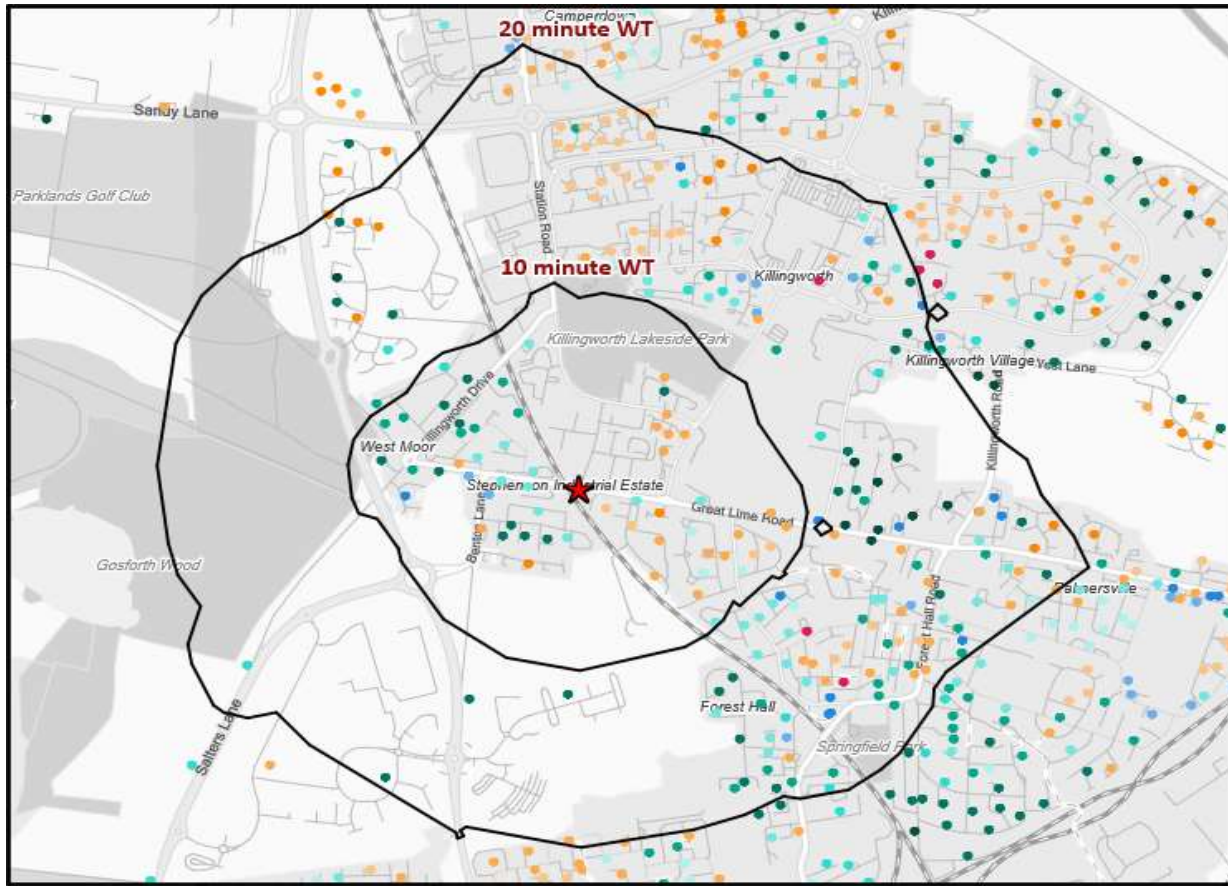 Camperdown
20 minute WT
Sandy Lane
Parklands Golf Club
Station Road
10 minute WT
Killingworth
Killingworth Lakeside Park
Killingworth Village
West Lane
Killingworth Drive
Killingworth Road
West Moor
Stephenson Industrial Estate
Great Lime Road
Benton Lane
Gosforth Wood
Palmersville
Forest Hall Road
Forest Hall
Salters Lane
Springfield Park